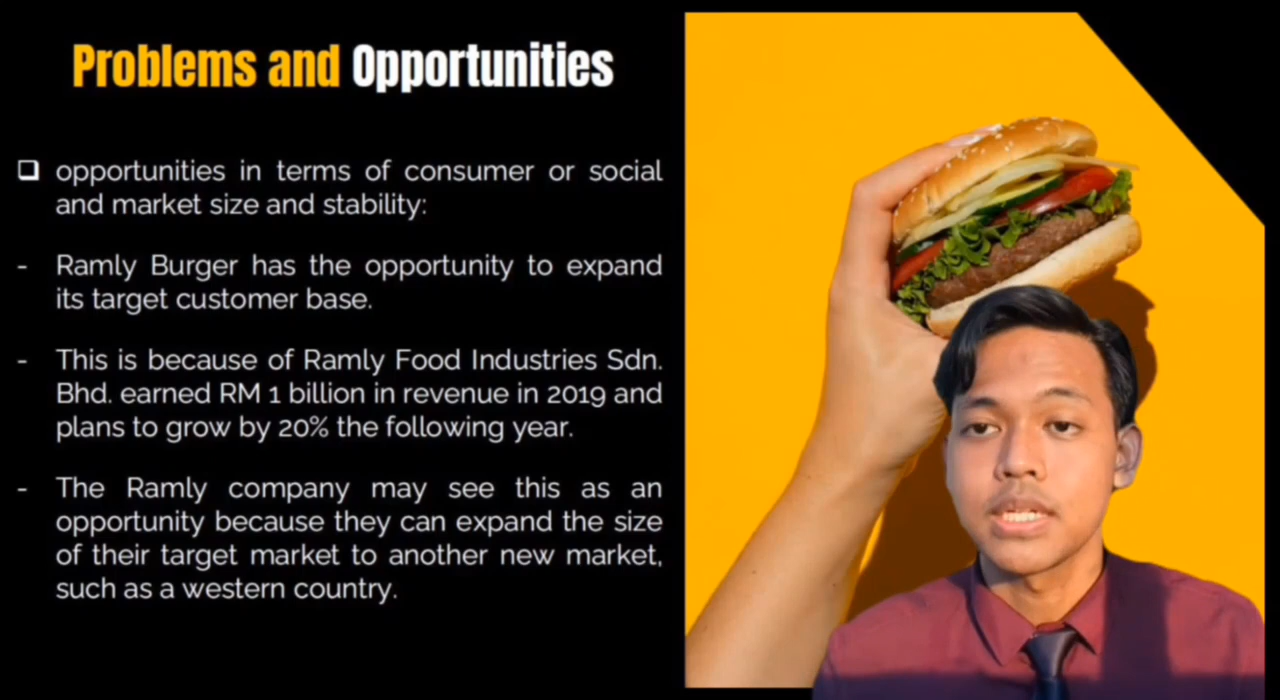 Problems and Opportunities
❑ opportunities in terms of consumer or social
and market size and stability:
- Ramly Burger has the opportunity to expand
its target customer base.
- This is because of Ramly Food Industries Sdn.
Bhd. earned RM 1 billion in revenue in 2019 and
plans to grow by 20% the following year.
- The Ramly company may see this as an
opportunity because they can expand the size
of their target market to another new market,
such as a western country.